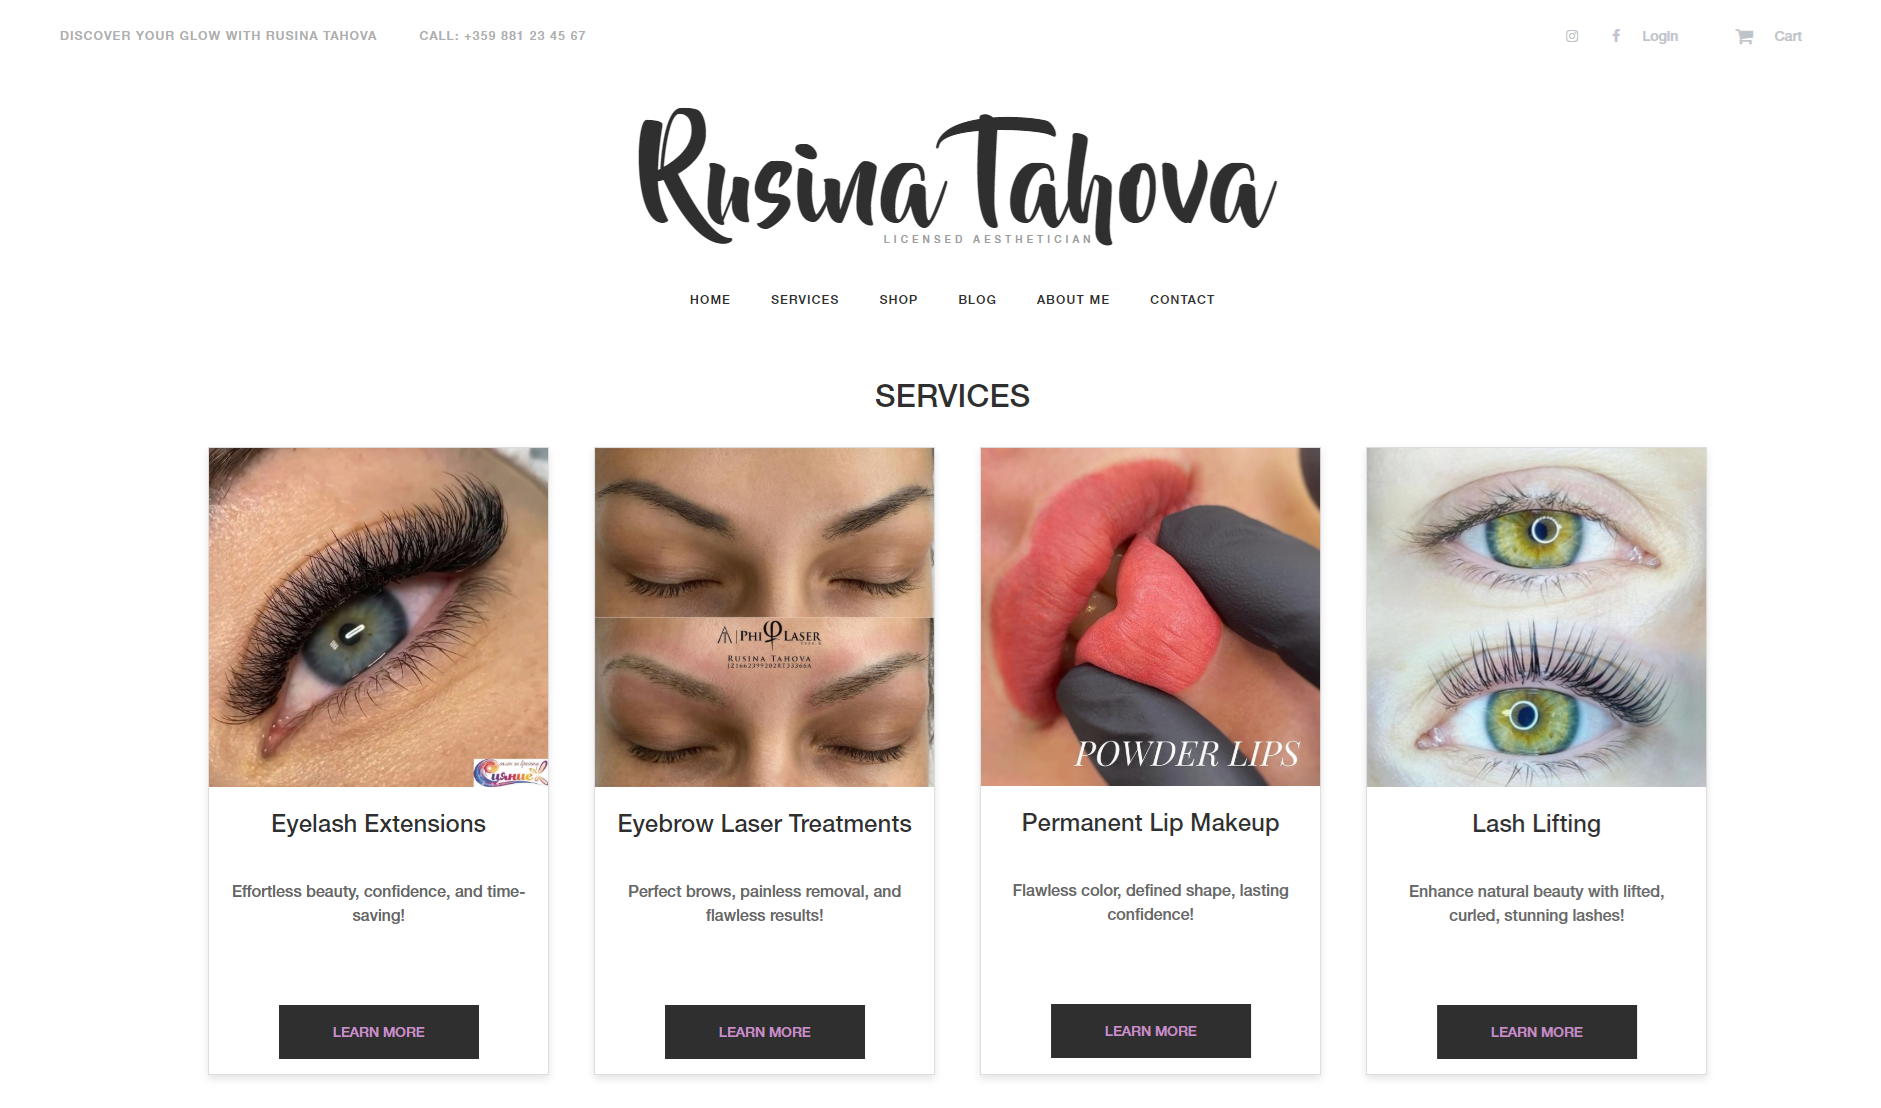 DISCOVER YOUR GLOW WITH RUSINA TAHOVA
CALL: +359 881 23 45 67
Login
Cart
Rusina Tahova
LICENSED AESTHETICIAN
HOME
SERVICES
SHOP
BLOG
ABOUT ME
CONTACT
SERVICES
Сияние
PHI LASER
RUSINA TAHOVA
POWDER LIPS
Eyelash Extensions
Eyebrow Laser Treatments
Permanent Lip Makeup
Lash Lifting
Effortless beauty, confidence, and time-
saving!
Perfect brows, painless removal, and
flawless results!
Flawless color, defined shape, lasting
confidence!
Enhance natural beauty with lifted,
curled, stunning lashes!
LEARN MORE
LEARN MORE
LEARN MORE
LEARN MORE